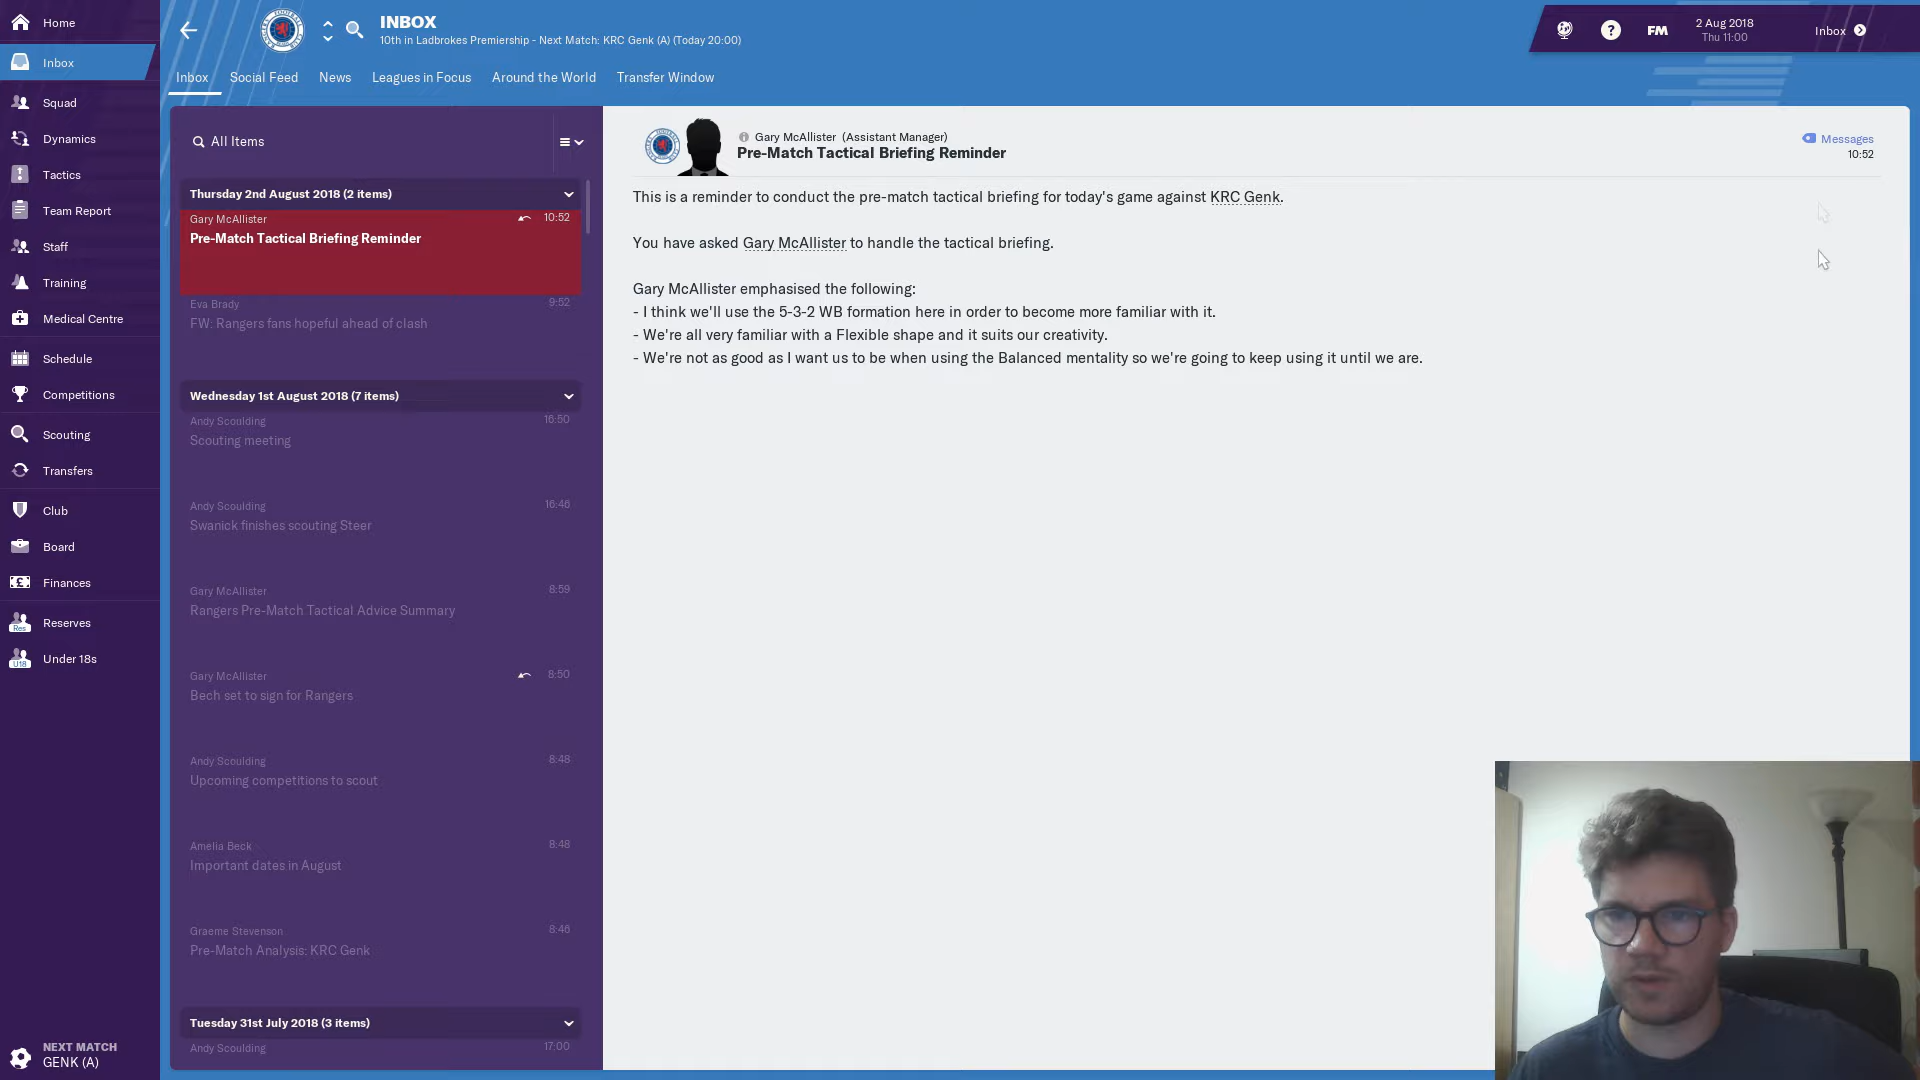 Home
Inbox
Squad
Dynamics
Tactics
Team Report
Staff
Training
Medical Centre
Schedule
Competitions
Scouting
Transfers
Club
Board
Finances
Res
Reserves
U18
Under 18s
NEXT MATCH
GENK (A)
INBOX
10th in Ladbrokes Premiership - Next Match: KRC Genk (A) (Today 20:00)
FM
2 Aug 2018
Thu 11:00
Inbox
Inbox Social Feed News Leagues in Focus Around the World Transfer Window
All Items
Thursday 2nd August 2018 (2 items)
Gary McAllister 10:52
Pre-Match Tactical Briefing Reminder
Eva Brady 9:52
FW: Rangers fans hopeful ahead of clash
Wednesday 1st August 2018 (7 items)
Andy Scoulding 16:50
Scouting meeting
Andy Scoulding 16:46
Swanick finishes scouting Steer
Gary McAllister 8:59
Rangers Pre-Match Tactical Advice Summary
Gary McAllister 8:50
Bech set to sign for Rangers
Andy Scoulding 8:48
Upcoming competitions to scout
Amelia Beck 8:48
Important dates in August
Graeme Stevenson 8:46
Pre-Match Analysis: KRC Genk
Tuesday 31st July 2018 (3 items)
Andy Scoulding 17:00
Gary McAllister (Assistant Manager)
Pre-Match Tactical Briefing Reminder
Messages
10:52
This is a reminder to conduct the pre-match tactical briefing for today's game against KRC Genk.
You have asked Gary McAllister to handle the tactical briefing.
Gary McAllister emphasised the following:
- I think we'll use the 5-3-2 WB formation here in order to become more familiar with it.
- We're all very familiar with a Flexible shape and it suits our creativity.
- We're not as good as I want us to be when using the Balanced mentality so we're going to keep using it until we are.